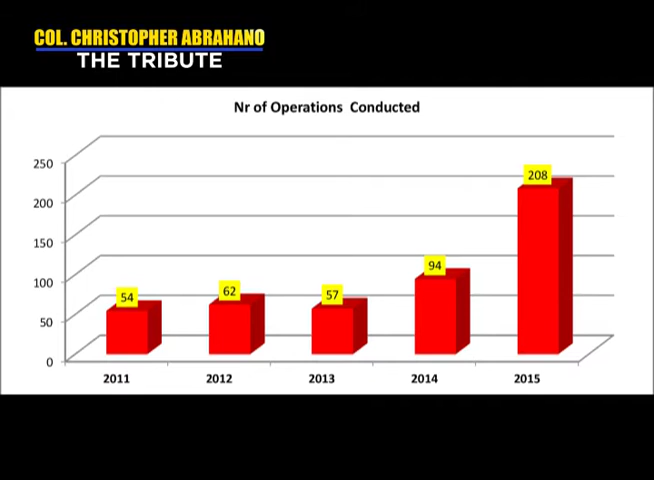 COL. CHRISTOPHER ABRAHANO
THE TRIBUTE
Nr of Operations Conducted
250
200
150
100
50
0
54
62
57
94
208
2011 2012 2013 2014 2015